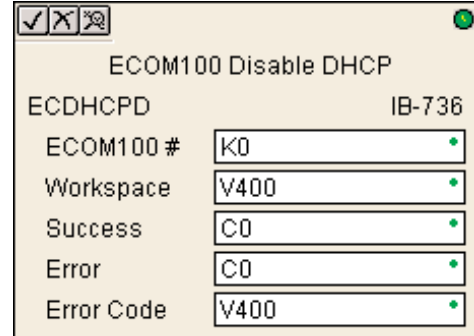 ECOM100 Disable DHCP
ECDHCPD IB-736
ECOM100 # K0
Workspace V400
Success C0
Error C0
Error Code V400